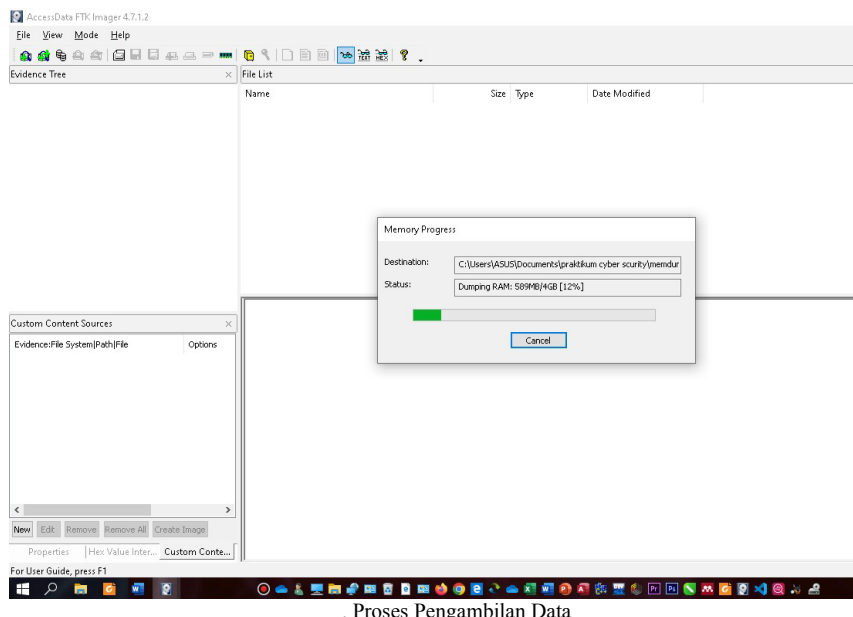 AccessData FTK Imager 4.7.1.2
File View Mode Help
Evidence Tree
File List
Name Size Type Date Modified
Memory Progress
Destination: C:\Users\ASUS\Documents\praktikum cyber scurity\memdur
Status: Dumping RAM: 589MB/4GB [12%]
Cancel
Custom Content Sources
Evidence:File System|Path|File Options
New Edit Remove Remove All Create Image
Properties Hex Value Inter... Custom Conte...
For User Guide, press F1
. Proses Pengambilan Data